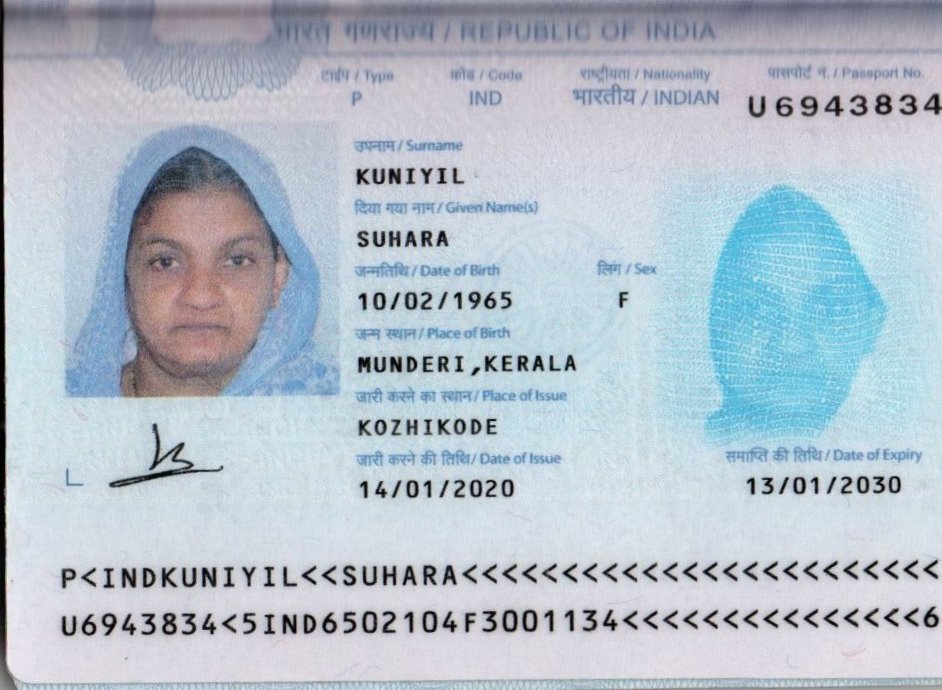 भारत गणराज्य / REPUBLIC OF INDIA
टाईप / Type कोड / Code राष्ट्रीयता / Nationality पासपोर्ट न. / Passport No.
P IND भारतीय / INDIAN U6943834
उपनाम / Surname
KUNIYIL
दिया गया नाम / Given Name(s)
SUHARA
जन्मतिथि / Date of Birth लिंग / Sex
10/02/1965 F
जन्म स्थान / Place of Birth
MUNDERI,KERALA
जारी करने का स्थान / Place of Issue
KOZHIKODE
जारी करने की तिथि / Date of Issue समाप्ति की तिथि / Date of Expiry
14/01/2020 13/01/2030
P<INDKUNIYIL<<SUHARA<<<<<<<<<<<<<<<<<<<<<<<<
U6943834<5IND6502104F3001134<<<<<<<<<<<<<<<6